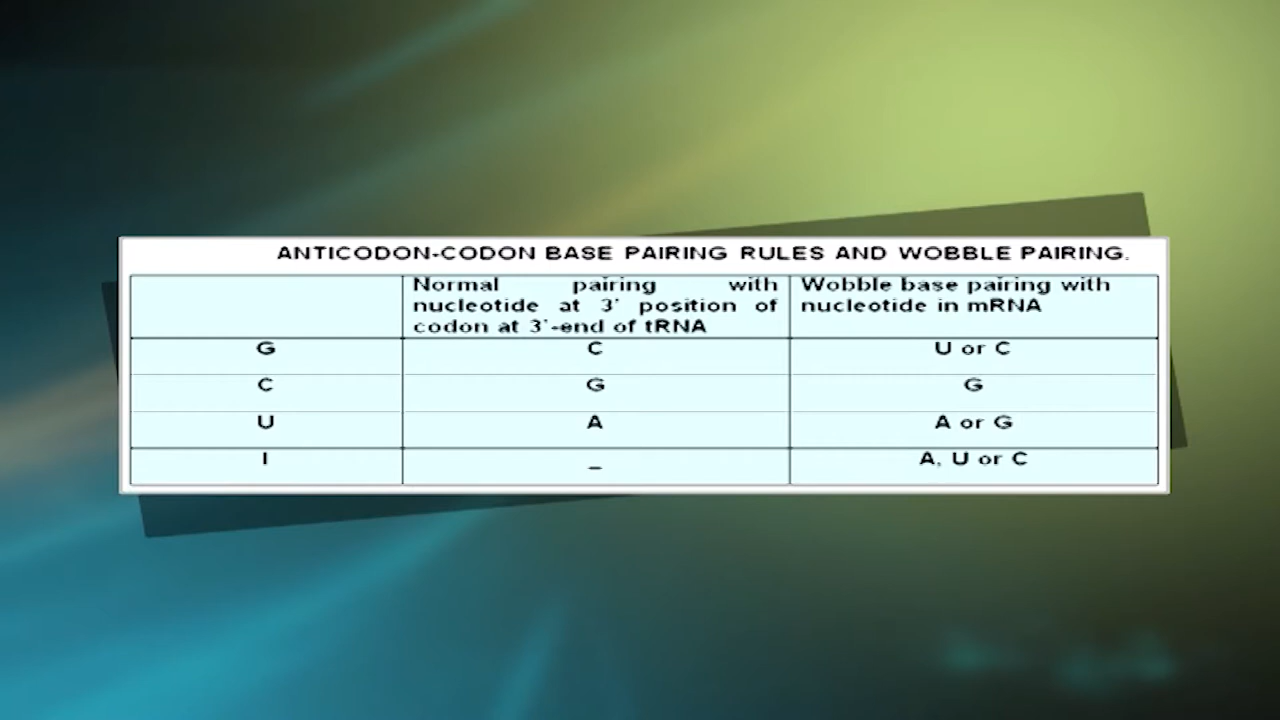 ANTICODON-CODON BASE PAIRING RULES AND WOBBLE PAIRING.
Normal pairing with
nucleotide at 3' position of
codon at 3'-end of tRNA
Wobble base pairing with
nucleotide in mRNA
G C U or C
C G G
U A A or G
I – A, U or C